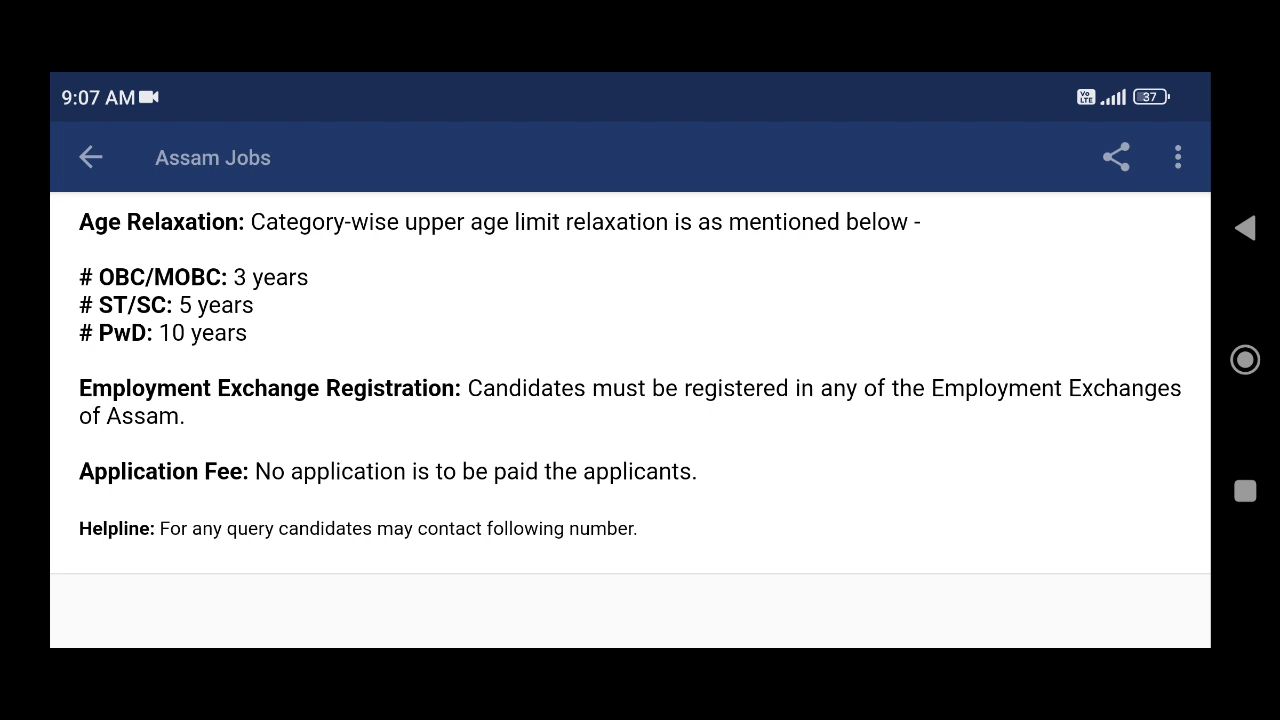 9:07 AM
Vo LTE
37
Assam Jobs
Age Relaxation: Category-wise upper age limit relaxation is as mentioned below -
# OBC/MOBC: 3 years
# ST/SC: 5 years
# PwD: 10 years
Employment Exchange Registration: Candidates must be registered in any of the Employment Exchanges
of Assam.
Application Fee: No application is to be paid the applicants.
Helpline: For any query candidates may contact following number.